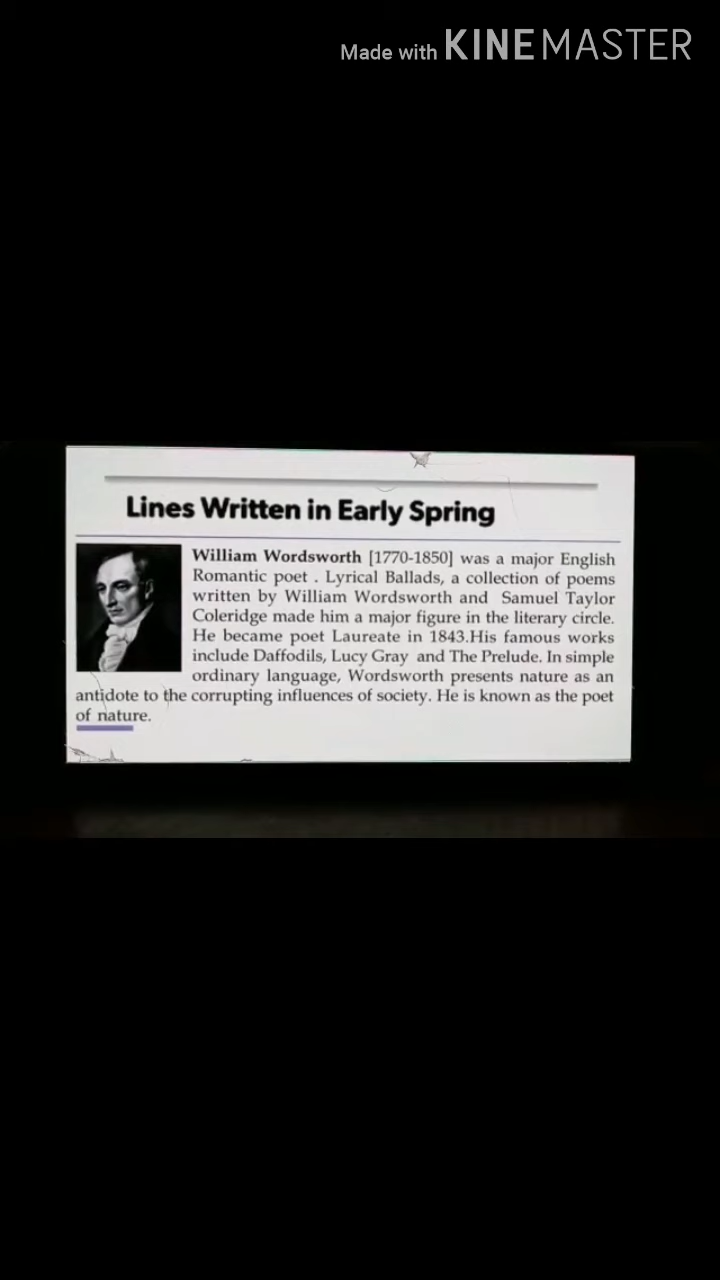 Made with KINEMASTER
Lines Written in Early Spring
William Wordsworth [1770-1850] was a major English
Romantic poet . Lyrical Ballads, a collection of poems
written by William Wordsworth and Samuel Taylor
Coleridge made him a major figure in the literary circle.
He became poet Laureate in 1843.His famous works
include Daffodils, Lucy Gray and The Prelude. In simple
ordinary language, Wordsworth presents nature as an
antidote to the corrupting influences of society. He is known as the poet
of nature.